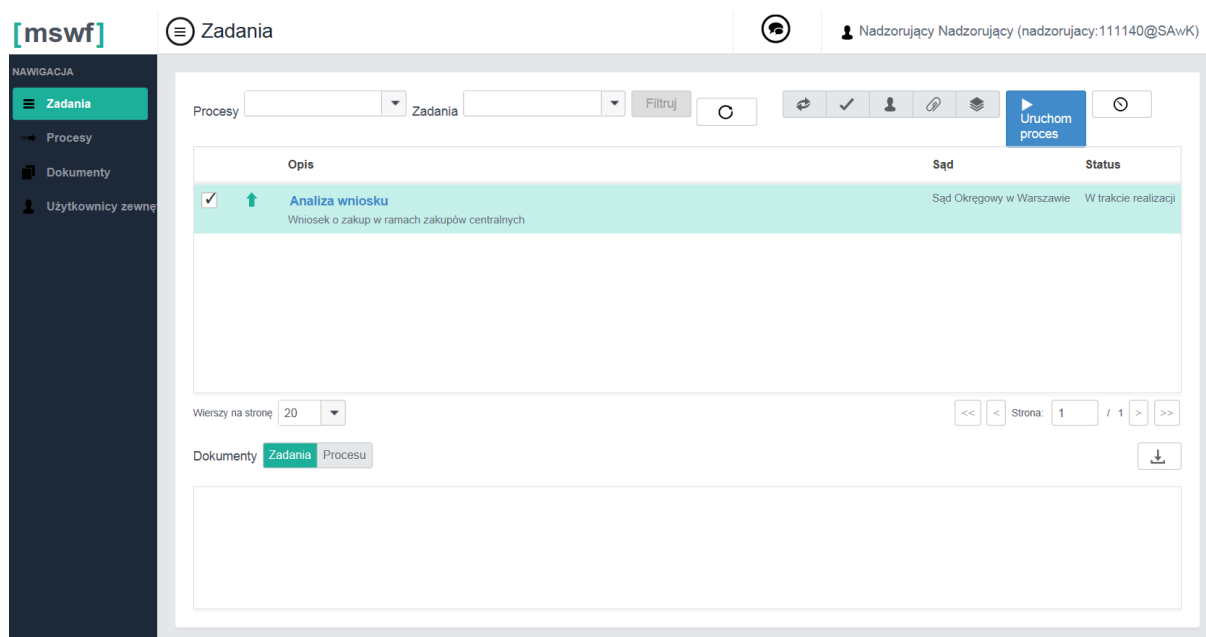 [mswf]
Zadania
Nadzorujący Nadzorujący (nadzorujacy:111140@SAwK)
NAWIGACJA
Zadania
Procesy
Dokumenty
Użytkownicy zewnę
Procesy
Zadania
Filtruj
Uruchom
proces
Opis
Sąd
Status
Analiza wniosku
Wniosek o zakup w ramach zakupów centralnych
Sąd Okręgowy w Warszawie
W trakcie realizacji
Wierszy na stronę
20
<<
<
Strona:
1
/ 1
>
>>
Dokumenty
Zadania
Procesu